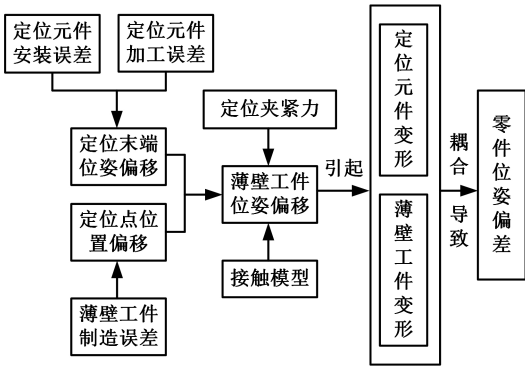 定位元件
安装误差
定位元件
加工误差
定位末端
位姿偏移
定位点位
置偏移
薄壁工件
制造误差
定位夹紧力
薄壁工件
位姿偏移
接触模型
引起
定位元件变形
薄壁工件变形
耦合
导致
零件位姿偏差